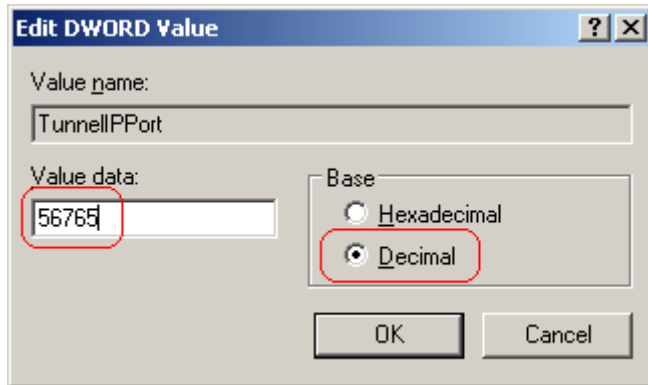 Edit DWORD Value
Value name:
TunnelIPPort
Value data:
56765
Base
Hexadecimal
Decimal
OK
Cancel